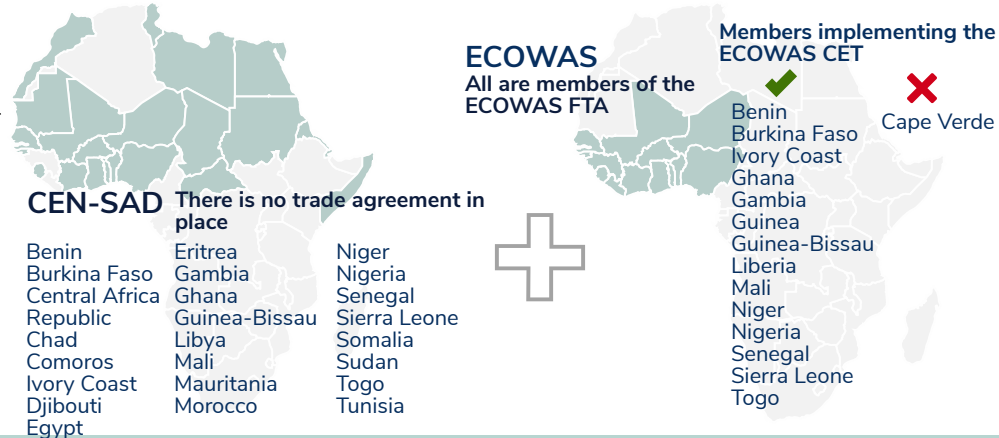 CEN-SAD
There is no trade agreement in
place
Benin
Burkina Faso
Central Africa
Republic
Chad
Comoros
Ivory Coast
Djibouti
Egypt
Eritrea
Gambia
Ghana
Guinea-Bissau
Libya
Mali
Mauritania
Morocco
Niger
Nigeria
Senegal
Sierra Leone
Somalia
Sudan
Togo
Tunisia
ECOWAS
All are members of the
ECOWAS FTA
Members implementing the
ECOWAS CET
Benin
Burkina Faso
Ivory Coast
Ghana
Gambia
Guinea
Guinea-Bissau
Liberia
Mali
Niger
Nigeria
Senegal
Sierra Leone
Togo
Cape Verde